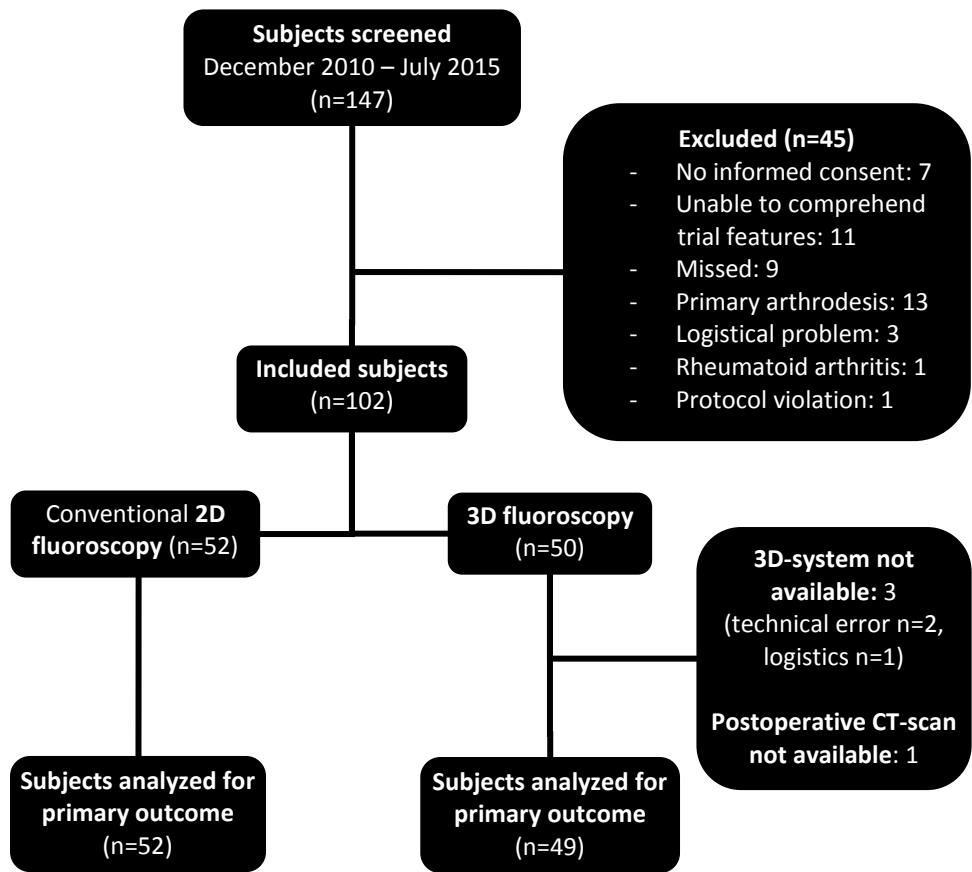 Subjects screened
December 2010 – July 2015
(n=147)
Excluded (n=45)
- No informed consent: 7
- Unable to comprehend
trial features: 11
- Missed: 9
- Primary arthrodesis: 13
- Logistical problem: 3
- Rheumatoid arthritis: 1
- Protocol violation: 1
Included subjects
(n=102)
Conventional 2D
fluoroscopy (n=52)
3D fluoroscopy
(n=50)
3D-system not
available: 3
(technical error n=2,
logistics n=1)
Postoperative CT-scan
not available: 1
Subjects analyzed for
primary outcome
(n=52)
Subjects analyzed for
primary outcome
(n=49)